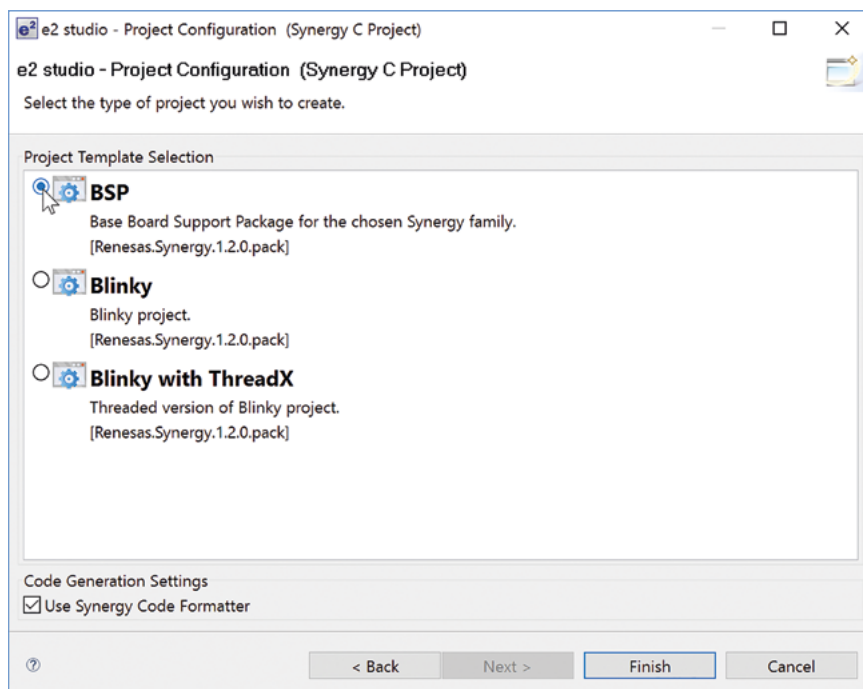 e2 e2 studio - Project Configuration (Synergy C Project)
e2 studio - Project Configuration (Synergy C Project)
Select the type of project you wish to create.
Project Template Selection
BSP
Base Board Support Package for the chosen Synergy family.
[Renesas.Synergy.1.2.0.pack]
Blinky
Blinky project.
[Renesas.Synergy.1.2.0.pack]
Blinky with ThreadX
Threaded version of Blinky project.
[Renesas.Synergy.1.2.0.pack]
Code Generation Settings
Use Synergy Code Formatter
? < Back Next > Finish Cancel